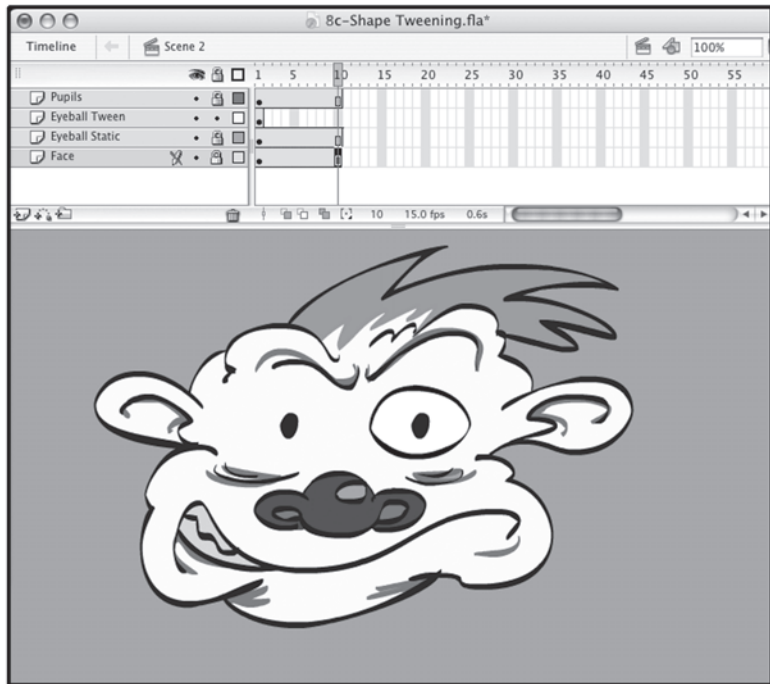 8c-Shape Tweening.fla*
Timeline Scene 2 100%
1 5 10 15 20 25 30 35 40 45 50 55
Pupils
Eyeball Tween
Eyeball Static
Face
10 15.0 fps 0.6s